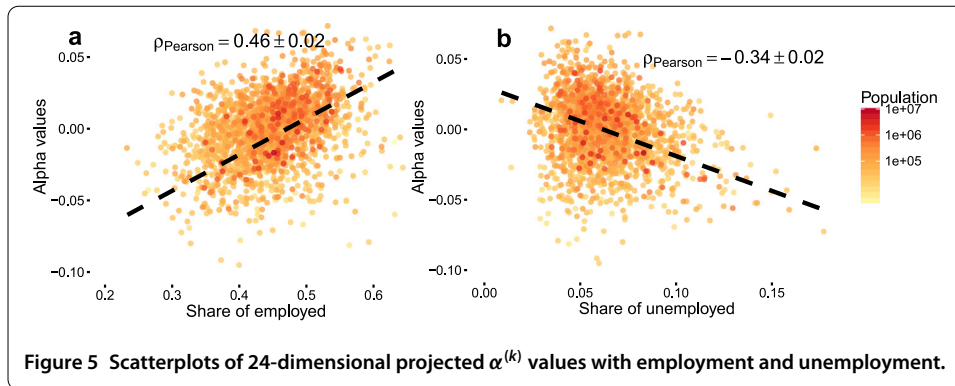 a
ρPearson = 0.46 ± 0.02
Alpha values
0.05
0.00
−0.05
−0.10
0.2 0.3 0.4 0.5 0.6
Share of employed
b
ρPearson = −0.34 ± 0.02
Alpha values
0.05
0.00
−0.05
−0.10
0.00 0.05 0.10 0.15
Share of unemployed
Population
1e+07
1e+06
1e+05
Figure 5 Scatterplots of 24-dimensional projected α(k) values with employment and unemployment.